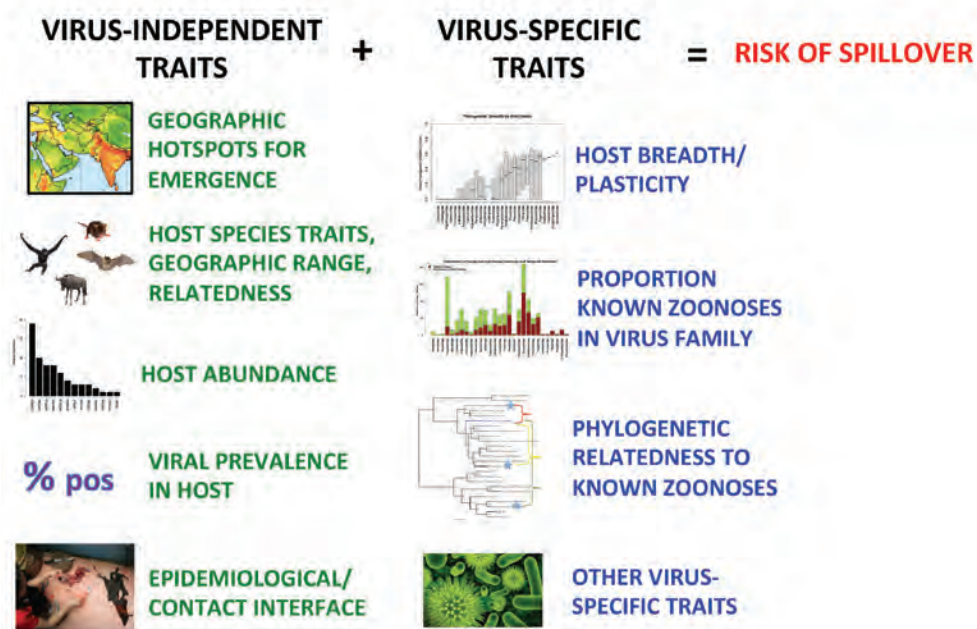 VIRUS-INDEPENDENT
TRAITS
+
VIRUS-SPECIFIC
TRAITS
=
RISK OF SPILLOVER
GEOGRAPHIC
HOTSPOTS FOR
EMERGENCE
HOST SPECIES TRAITS,
GEOGRAPHIC RANGE,
RELATEDNESS
HOST ABUNDANCE
% pos
VIRAL PREVALENCE
IN HOST
EPIDEMIOLOGICAL/
CONTACT INTERFACE
HOST BREADTH/
PLASTICITY
PROPORTION
KNOWN ZOONOSES
IN VIRUS FAMILY
PHYLOGENETIC
RELATEDNESS TO
KNOWN ZOONOSES
OTHER VIRUS-
SPECIFIC TRAITS